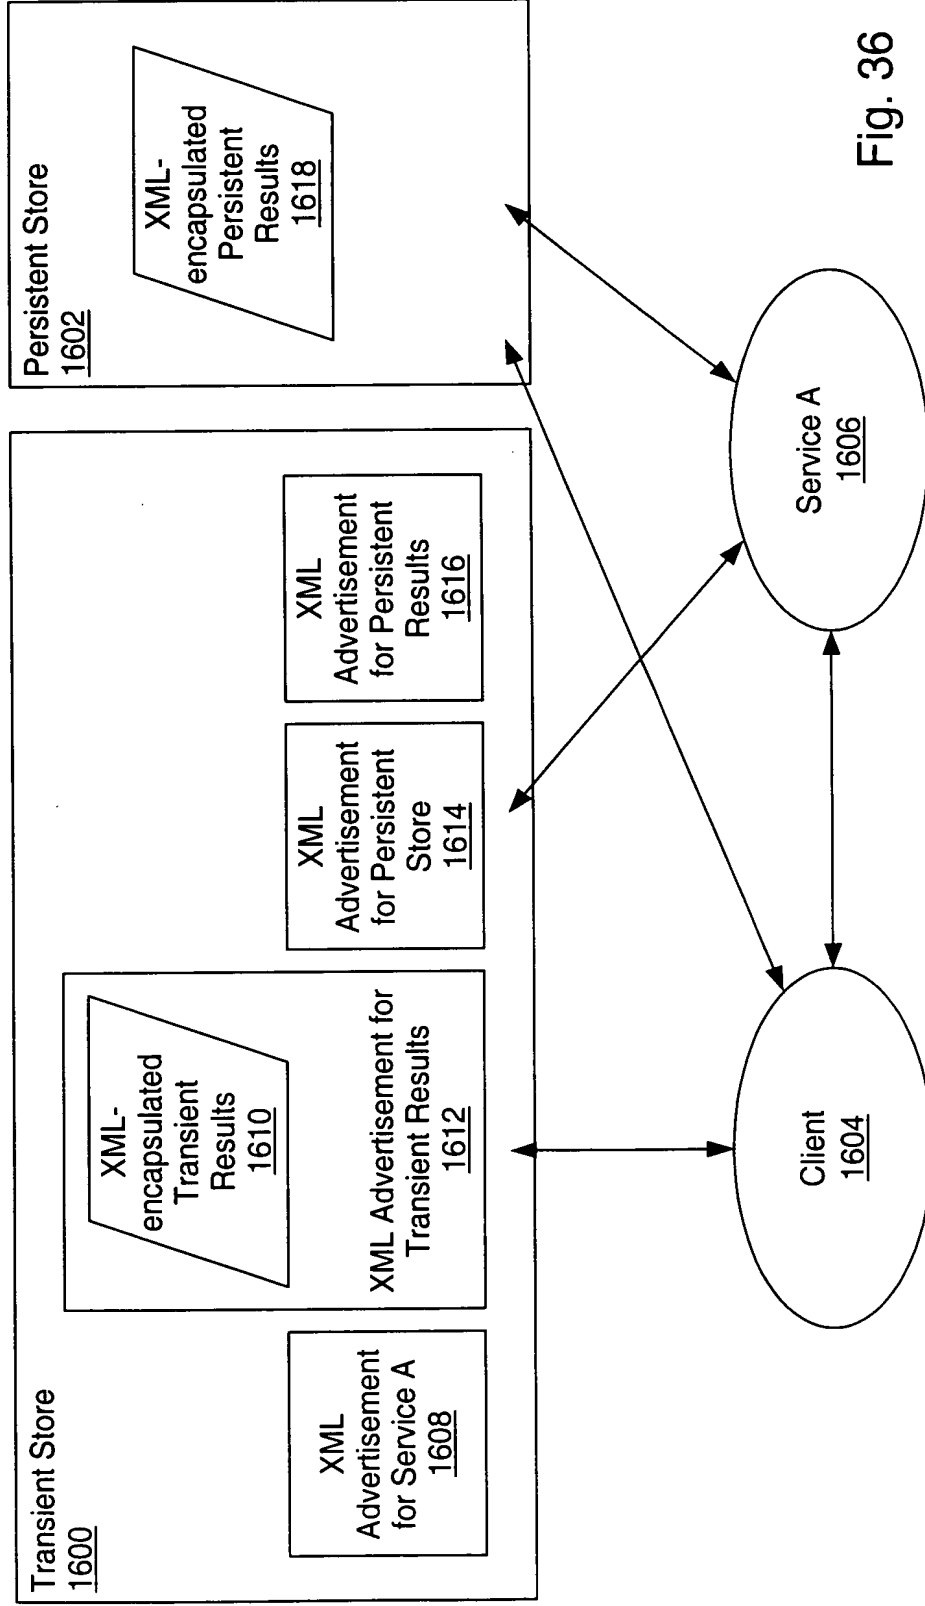 Transient Store
1600
XML
Advertisement
for Service A
1608
XML-
encapsulated
Transient
Results
1610
XML Advertisement for
Transient Results
1612
XML
Advertisement
for Persistent
Store
1614
XML
Advertisement
for Persistent
Results
1616
Persistent Store
1602
XML-
encapsulated
Persistent
Results
1618
Client
1604
Service A
1606
Fig. 36